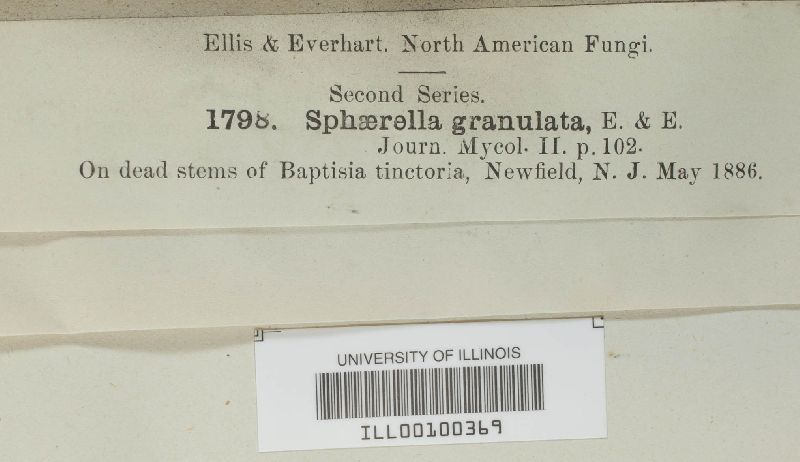 Ellis & Everhart. North American Fungi.
Second Series.
1798. Sphærella granulata, E. & E.
Journ. Mycol. II. p. 102.
On dead stems of Baptisia tinctoria, Newfield, N. J. May 1886.
UNIVERSITY OF ILLINOIS
ILL00100369